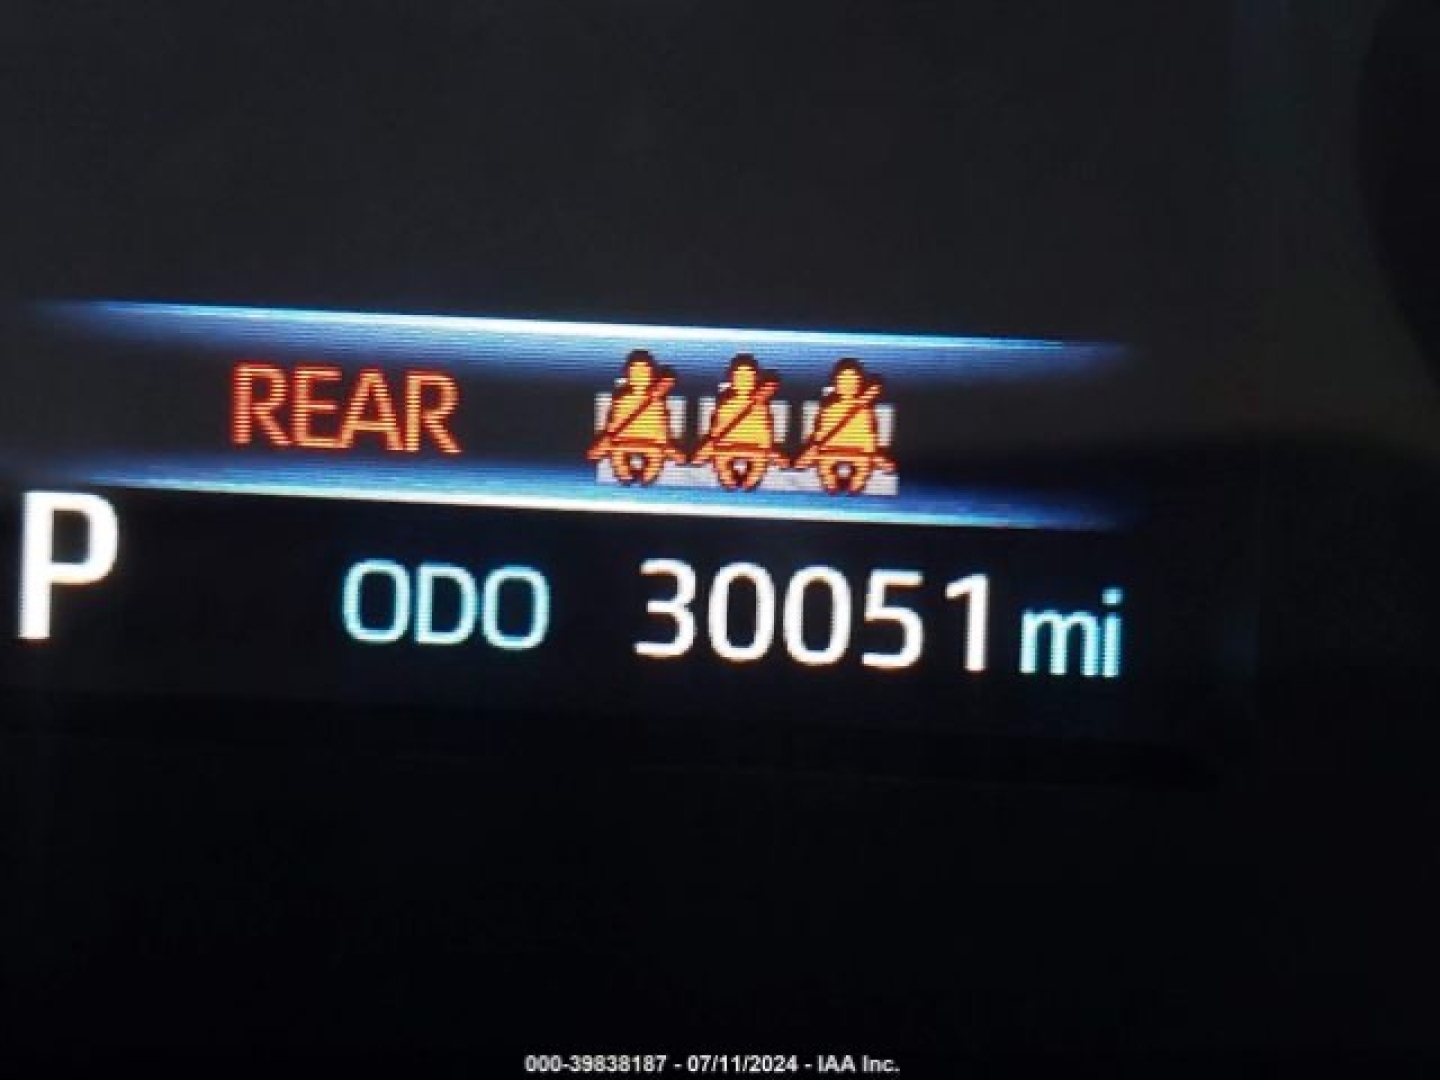 REAR
P ODO 30051 mi
000-39838187 - 07/11/2024 - IAA Inc.